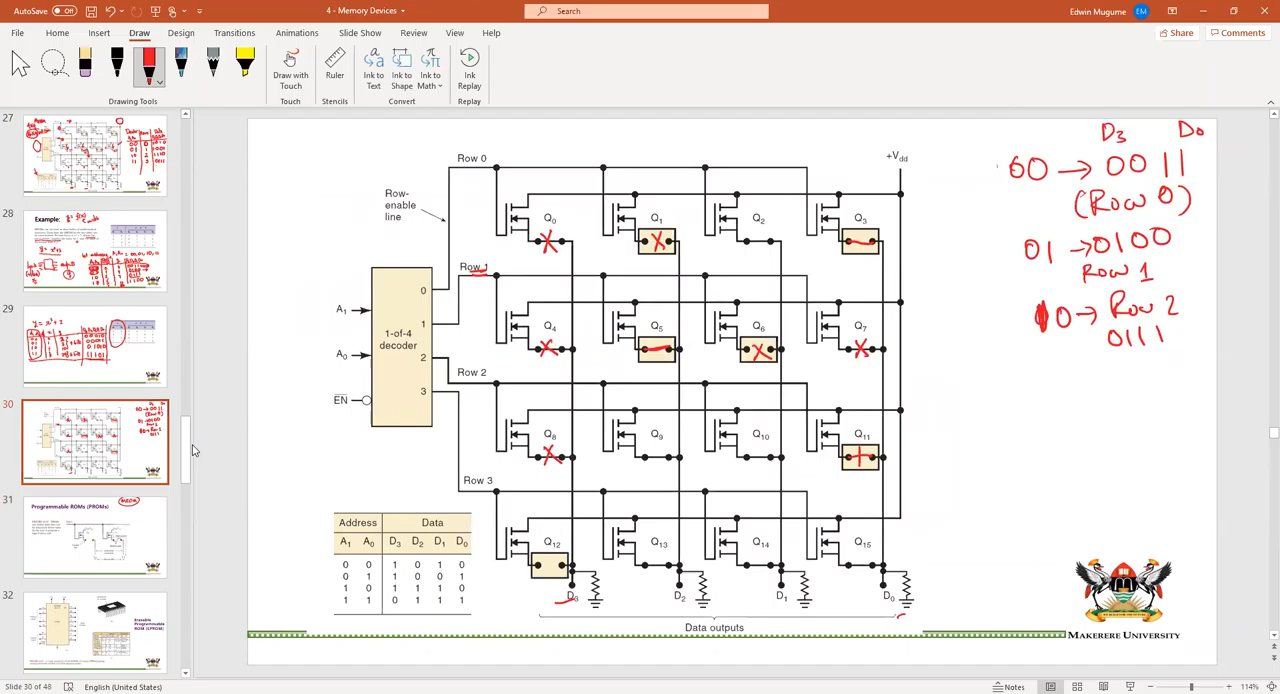 AutoSave Off
4 - Memory Devices
Search
Edwin Mugume EM
File Home Insert Draw Design Transitions Animations Slide Show Review View Help
Share Comments
Draw with Touch
Ruler
Ink to Text
Ink to Shape
Ink to Math
Ink Replay
Drawing Tools
Touch
Stencils
Convert
Replay
27
28
Example:
29
30
31
Programmable ROMs (PROMs)
32
Row 0
+Vdd
Row-enable line
Q0 Q1 Q2 Q3
Row 1
A1
0
1
1-of-4 decoder
A0
2
3
EN
Q4 Q5 Q6 Q7
Row 2
Q8 Q9 Q10 Q11
Row 3
Q12 Q13 Q14 Q15
Address Data
A1 A0 D3 D2 D1 D0
0 0 1 0 1 0
0 1 1 0 0 1
1 0 1 1 1 0
1 1 0 1 1 1
D3 D2 D1 D0
Data outputs
D3 D0
00 → 00 11
(Row 0)
01 → 0100
Row 1
10 → Row 2
0111
MAKERERE UNIVERSITY
Slide 30 of 48
English (United States)
Notes
114%